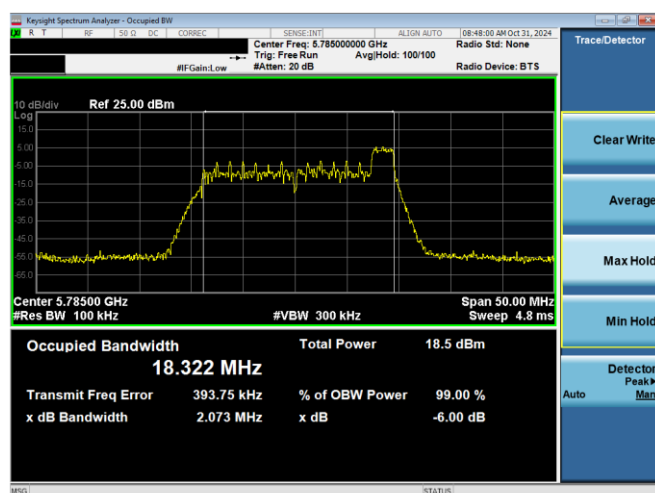 Keysight Spectrum Analyzer - Occupied BW
R T RF 50 Ω DC CORREC SENSE:INT ALIGN AUTO 08:48:00 AM Oct 31, 2024
Center Freq: 5.785000000 GHz Radio Std: None
Trig: Free Run Avg|Hold: 100/100
#IFGain:Low #Atten: 20 dB Radio Device: BTS
Trace/Detector
10 dB/div Ref 25.00 dBm
Log
15.0
5.00
-5.00
-15.0
-25.0
-35.0
-45.0
-55.0
-65.0
Center 5.78500 GHz Span 50.00 MHz
#Res BW 100 kHz #VBW 300 kHz Sweep 4.8 ms
Occupied Bandwidth Total Power 18.5 dBm
18.322 MHz
Transmit Freq Error 393.75 kHz % of OBW Power 99.00 %
x dB Bandwidth 2.073 MHz x dB -6.00 dB
Clear Write
Average
Max Hold
Min Hold
Detector
Peak▶
Auto Man
MSG STATUS